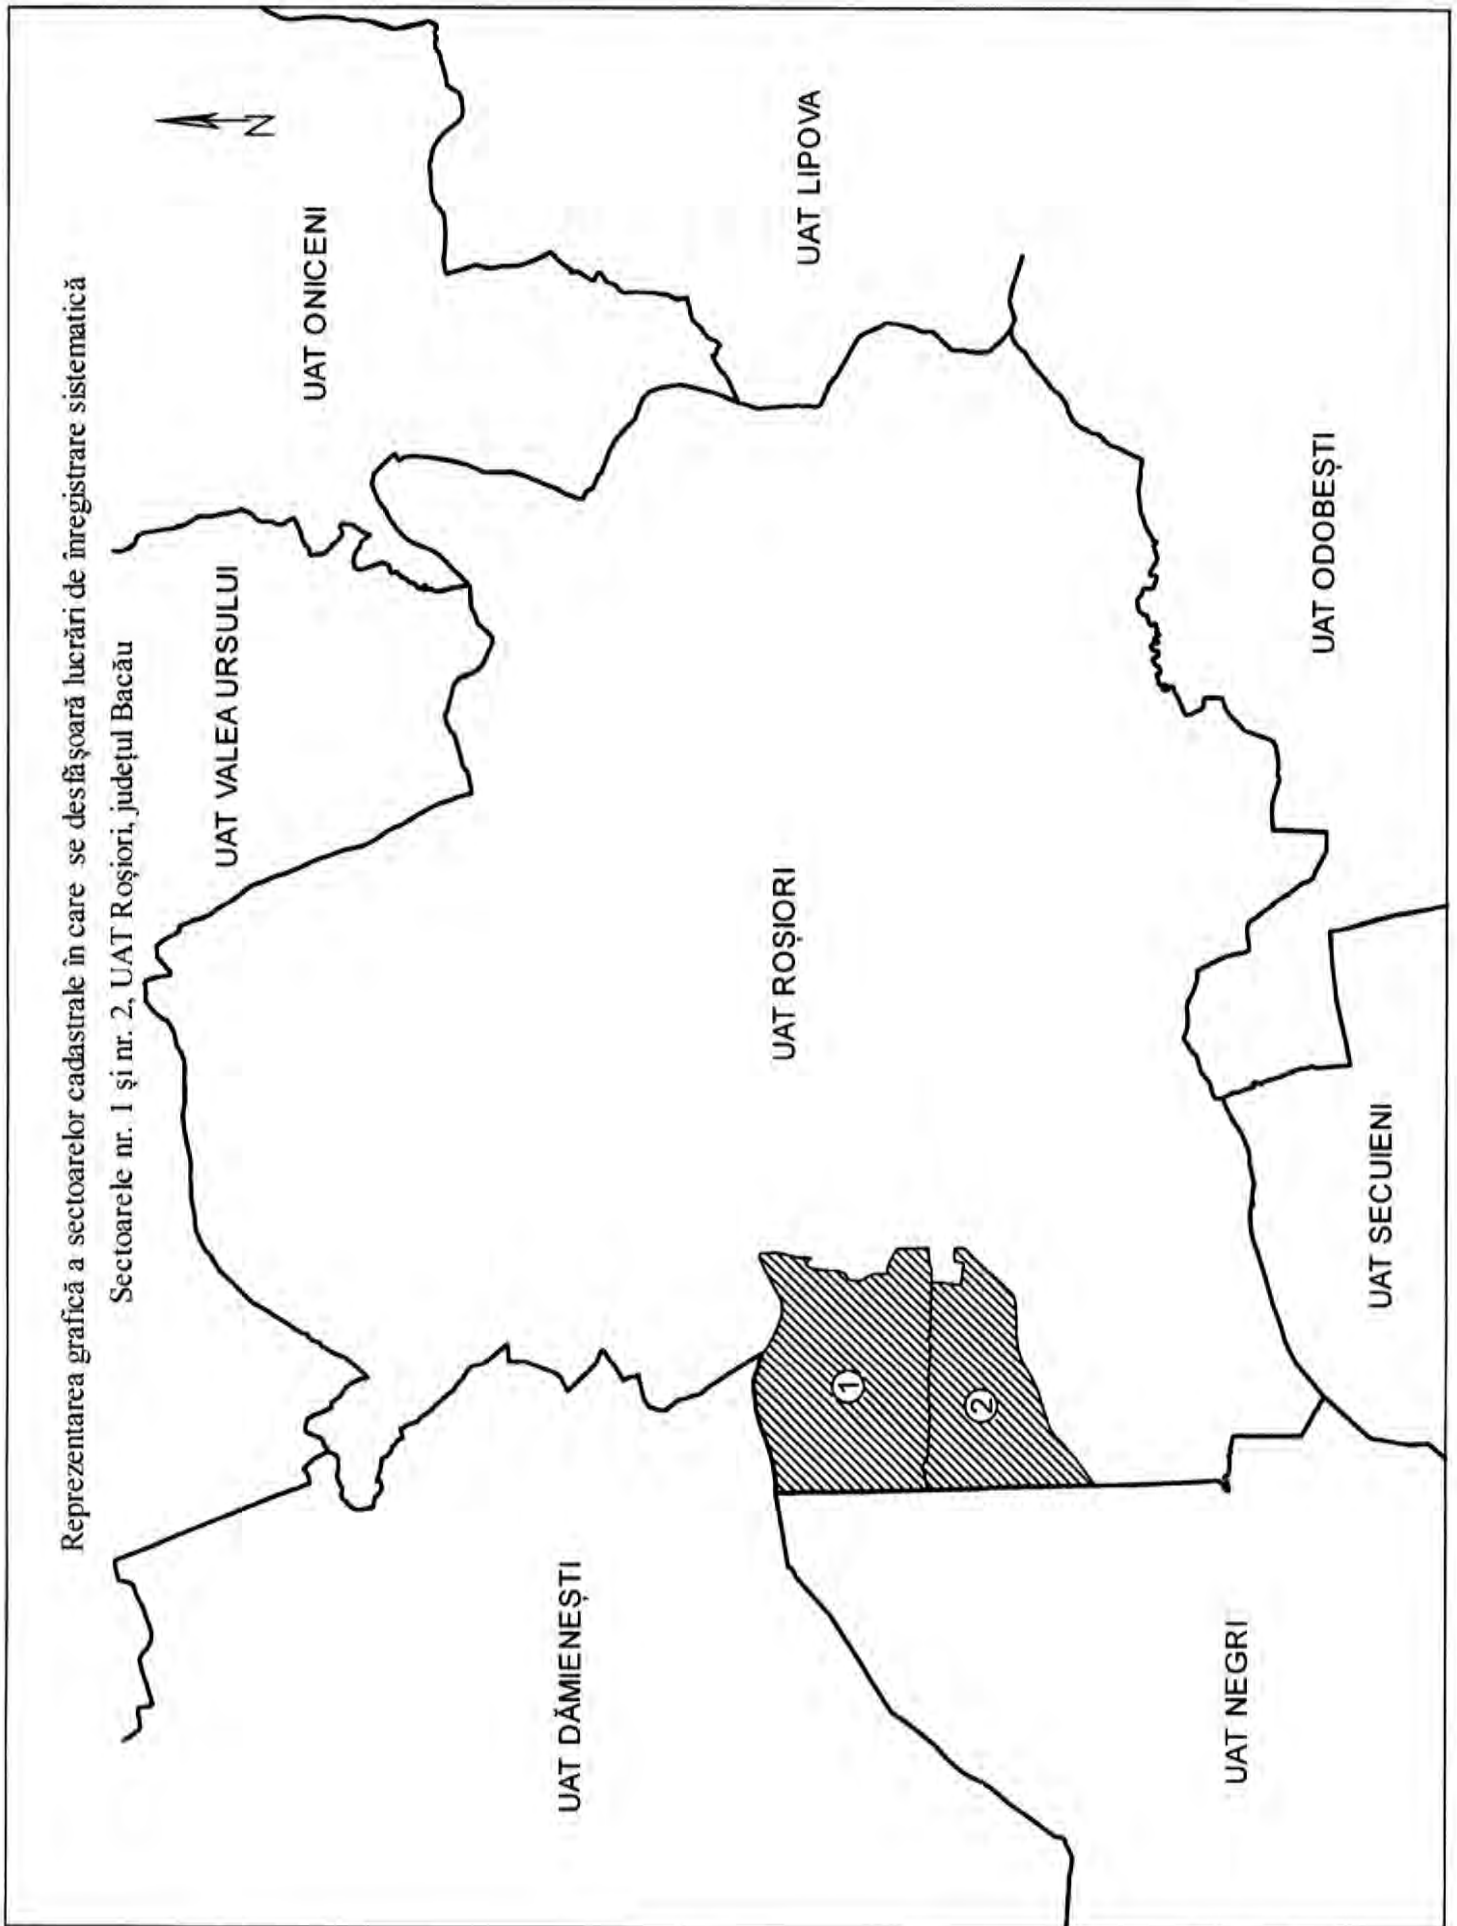 Reprezentarea grafică a sectoarelor cadastrale în care se desfășoară lucrări de înregistrare sistematică
Sectoarele nr. 1 și nr. 2, UAT Roșiori, județul Bacău
N
UAT ONICENI
UAT VALEA URSULUI
UAT LIPOVA
UAT ROȘIORI
UAT DĂMIENEȘTI
1
2
UAT ODOBEȘTI
UAT SECUIENI
UAT NEGRI